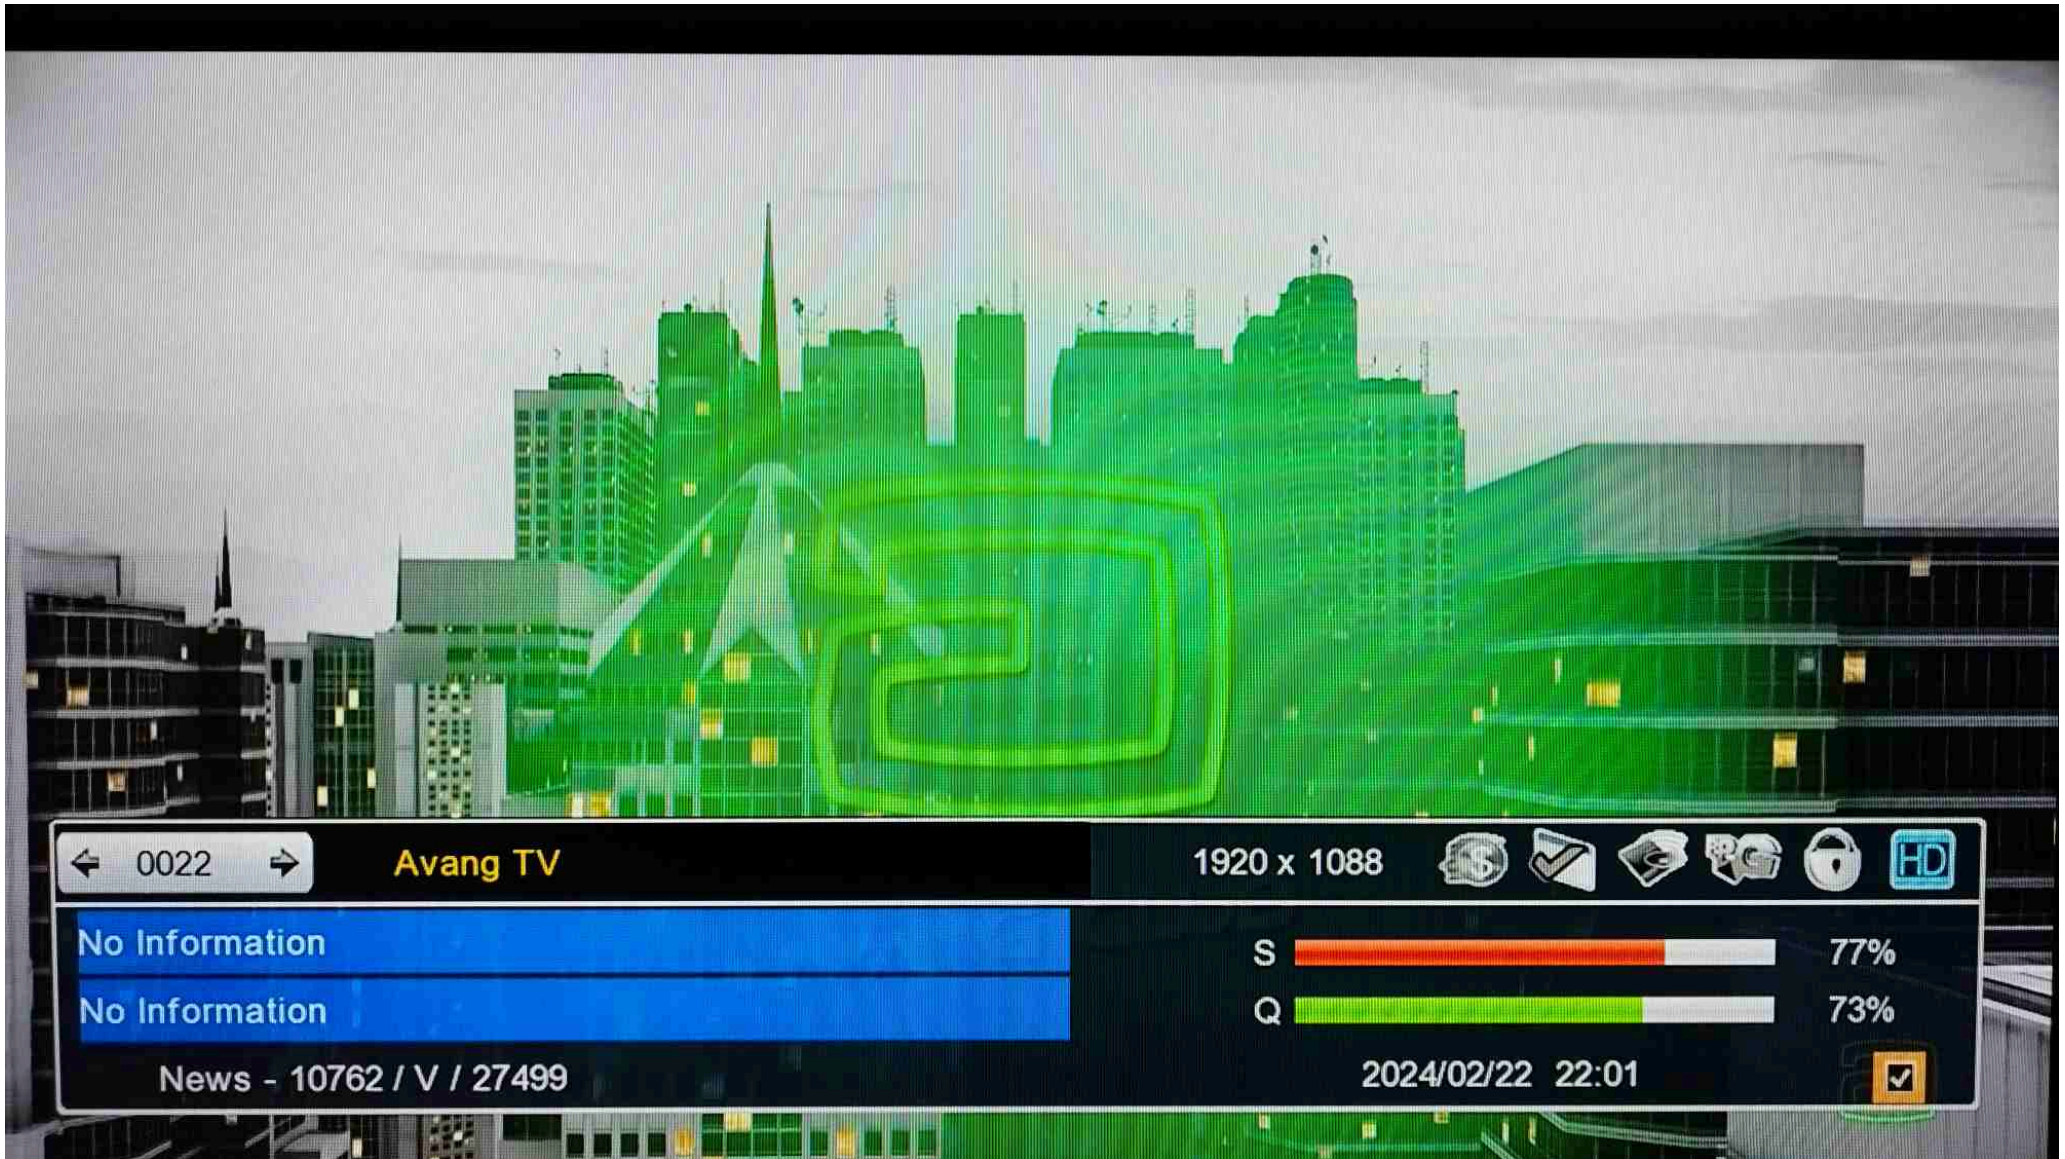 0022 Avang TV 1920 x 1088 HD
No Information
S 77%
No Information
Q 73%
News - 10762 / V / 27499 2024/02/22 22:01